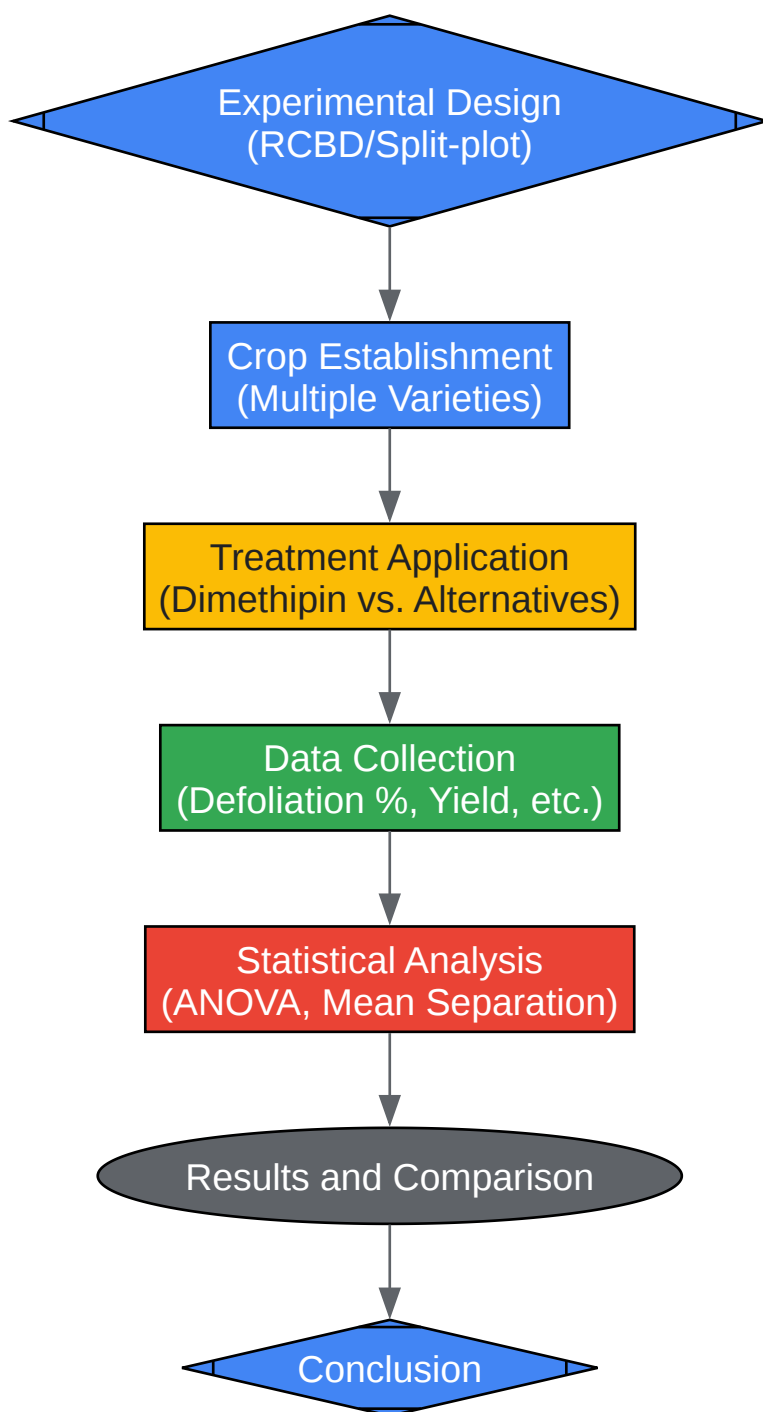 Experimental Design
(RCBD/Split-plot)
Crop Establishment
(Multiple Varieties)
Treatment Application
(Dimethipin vs. Alternatives)
Data Collection
(Defoliation %, Yield, etc.)
Statistical Analysis
(ANOVA, Mean Separation)
Results and Comparison
Conclusion